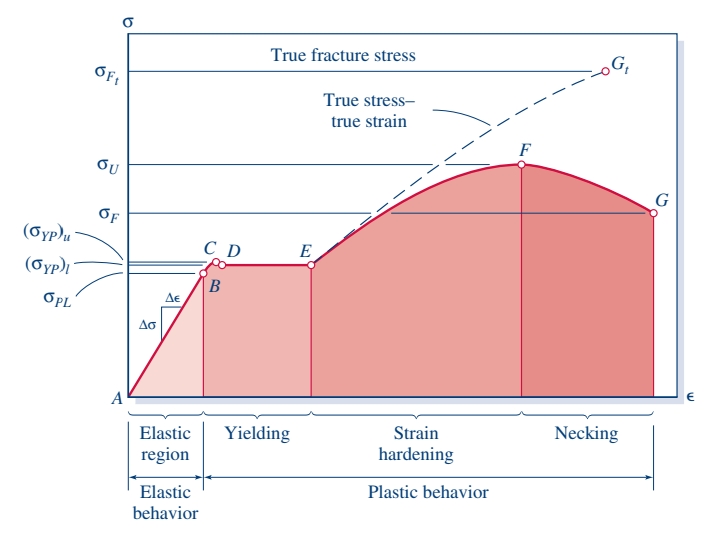 σ
True fracture stress
G_t
σ_{F_t}
True stress–
true strain
F
σ_U
G
σ_F
(σ_{YP})_u
C
D
E
(σ_{YP})_l
B
σ_{PL}
Δϵ
Δσ
A
ϵ
Elastic
region
Yielding
Strain
hardening
Necking
Elastic
behavior
Plastic behavior